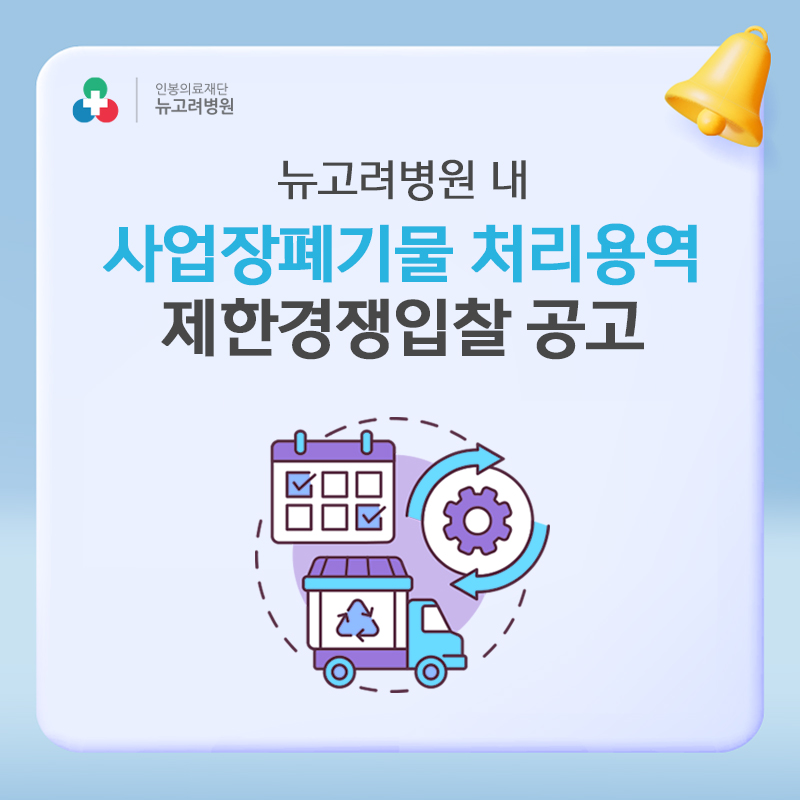 인봉의료재단
뉴고려병원
뉴고려병원 내
사업장폐기물 처리용역
제한경쟁입찰 공고